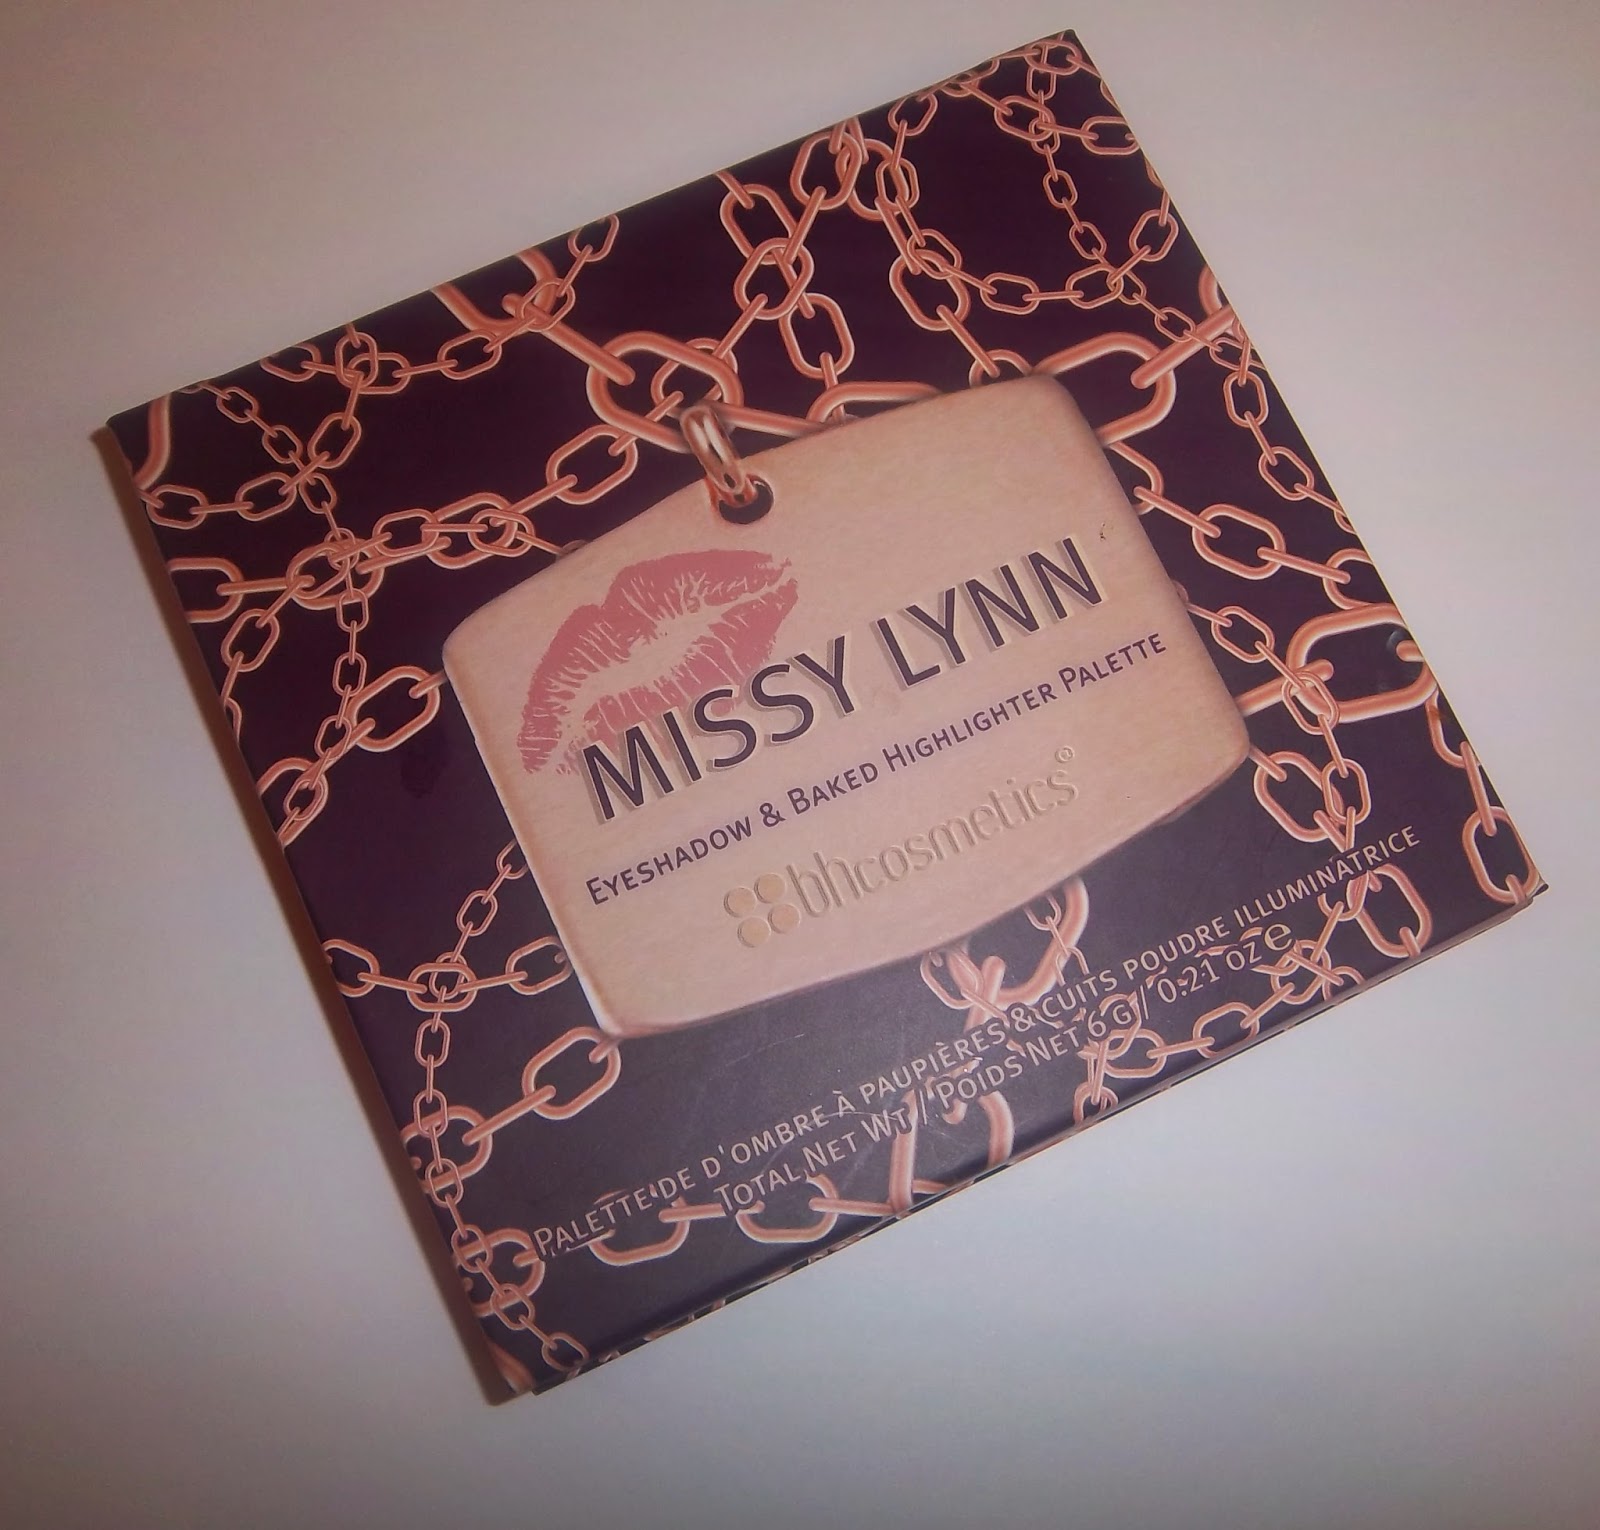 MISSY LYNN
EYESHADOW & BAKED HIGHLIGHTER PALETTE
bhcosmetics®
PALETTE DE D'OMBRE À PAUPIÈRES & CUITS POUDRE ILLUMINATRICE
TOTAL NET WT / POIDS NET 6 G / 0.21 OZ ℮